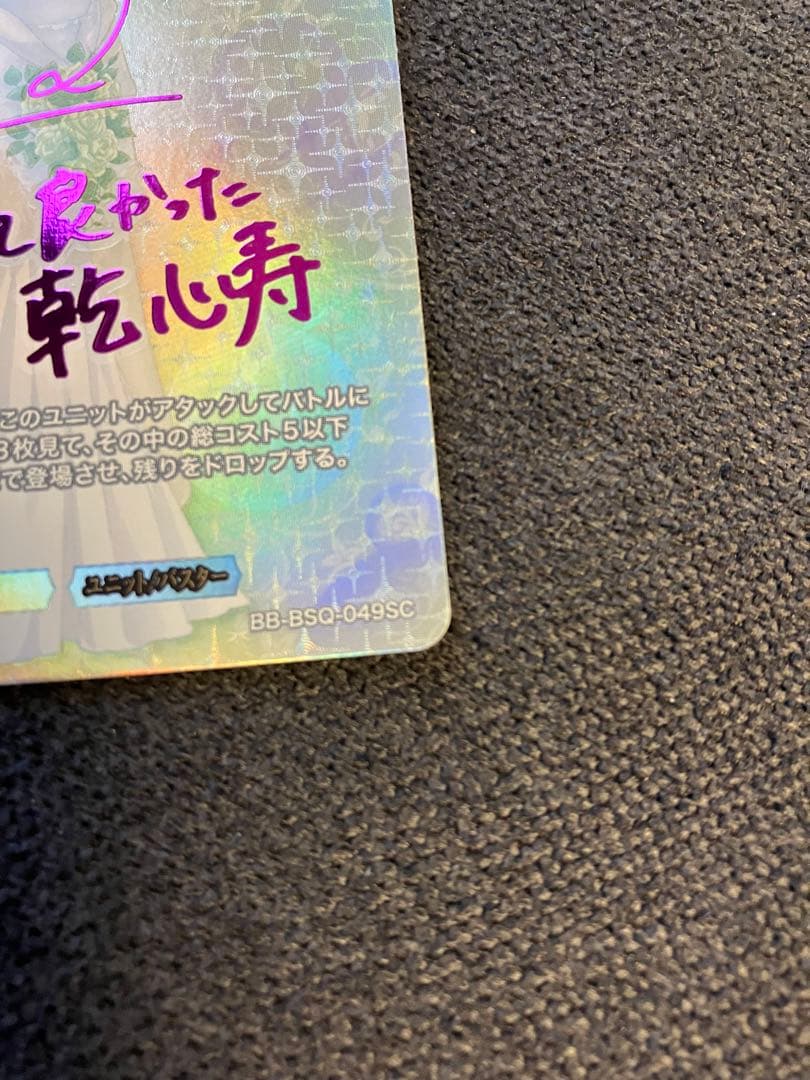 良かった
乾心寿
このユニットがアタックしてバトルに
3枚見て、その中の総コスト5以下
で登場させ、残りをドロップする。
ユニット/バスター
BB-BSQ-049SC